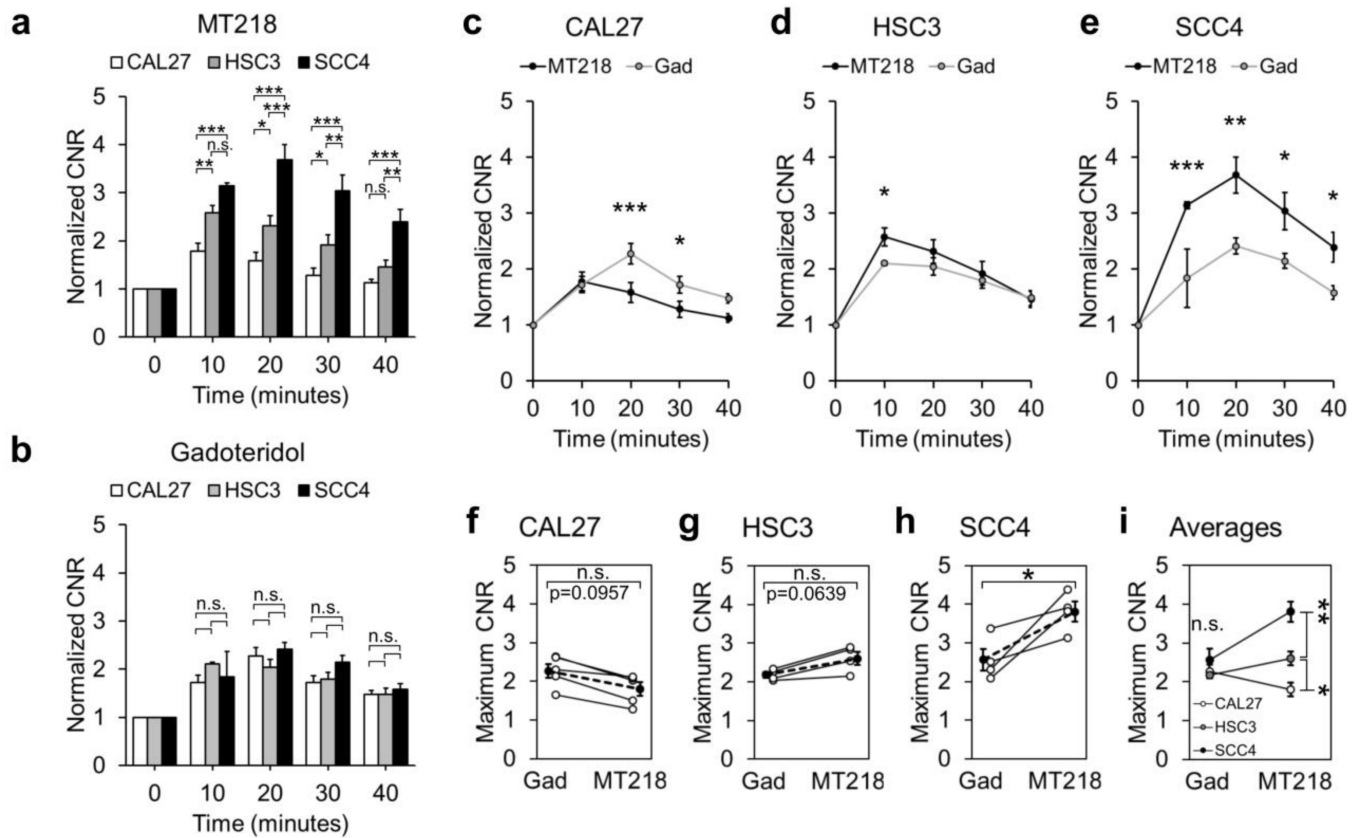 a
MT218
CAL27 HSC3 SCC4
Normalized CNR
5
4
3
2
1
*** n.s. **
*** *** *
*** ** *
*** ** n.s.
0 10 20 30 40
Time (minutes)
b
Gadoteridol
CAL27 HSC3 SCC4
Normalized CNR
5
4
3
2
1
0
n.s. n.s. n.s. n.s.
0 10 20 30 40
Time (minutes)
c
CAL27
MT218 Gad
Normalized CNR
5
4
3
2
1
0
*** *
0 10 20 30 40
Time (minutes)
d
HSC3
MT218 Gad
Normalized CNR
5
4
3
2
1
0
*
0 10 20 30 40
Time (minutes)
e
SCC4
MT218 Gad
Normalized CNR
5
4
3
2
1
0
*** ** * *
0 10 20 30 40
Time (minutes)
f
CAL27
Maximum CNR
5
4
3
2
1
0
n.s.
p=0.0957
Gad MT218
g
HSC3
Maximum CNR
5
4
3
2
1
0
n.s.
p=0.0639
Gad MT218
h
SCC4
Maximum CNR
5
4
3
2
1
0
*
Gad MT218
i
Averages
Maximum CNR
5
4
3
2
1
0
n.s.
**
*
CAL27
HSC3
SCC4
Gad MT218